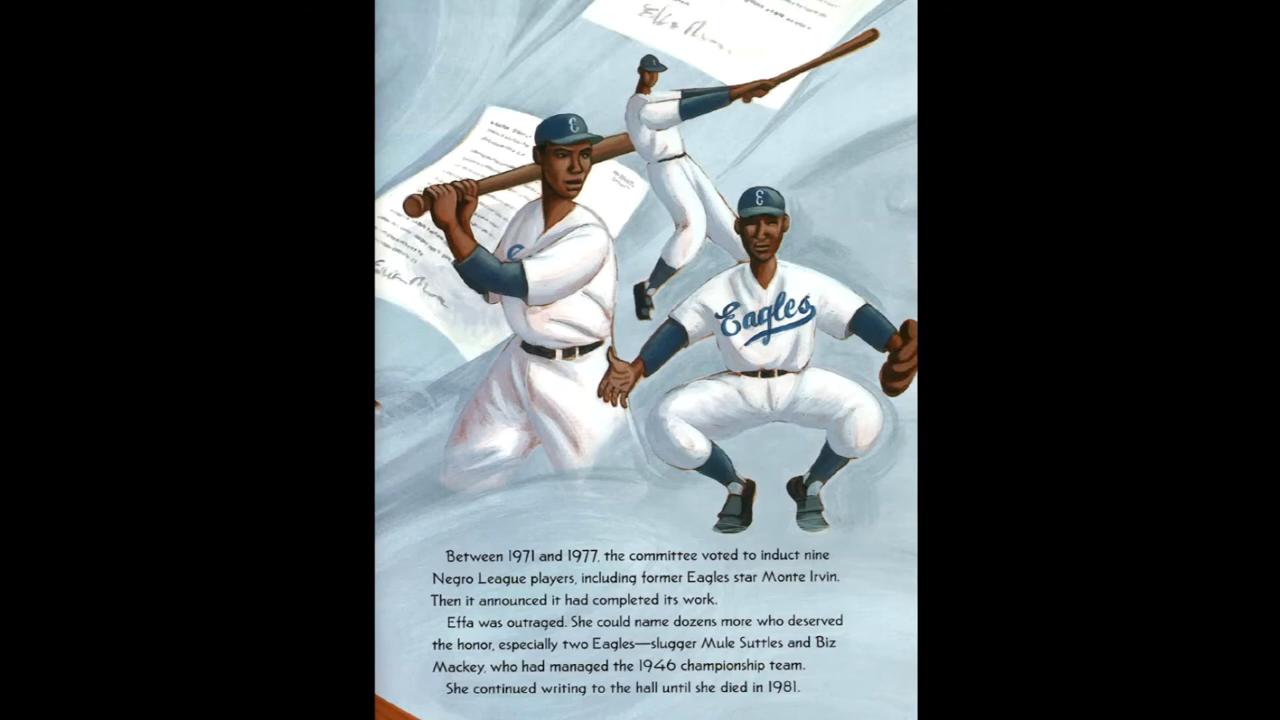 Effa M
E
E
e
Effa Man
Eagles
Between 1971 and 1977, the committee voted to induct nine
Negro League players, including former Eagles star Monte Irvin.
Then it announced it had completed its work.
Effa was outraged. She could name dozens more who deserved
the honor, especially two Eagles—slugger Mule Suttles and Biz
Mackey, who had managed the 1946 championship team.
She continued writing to the hall until she died in 1981.